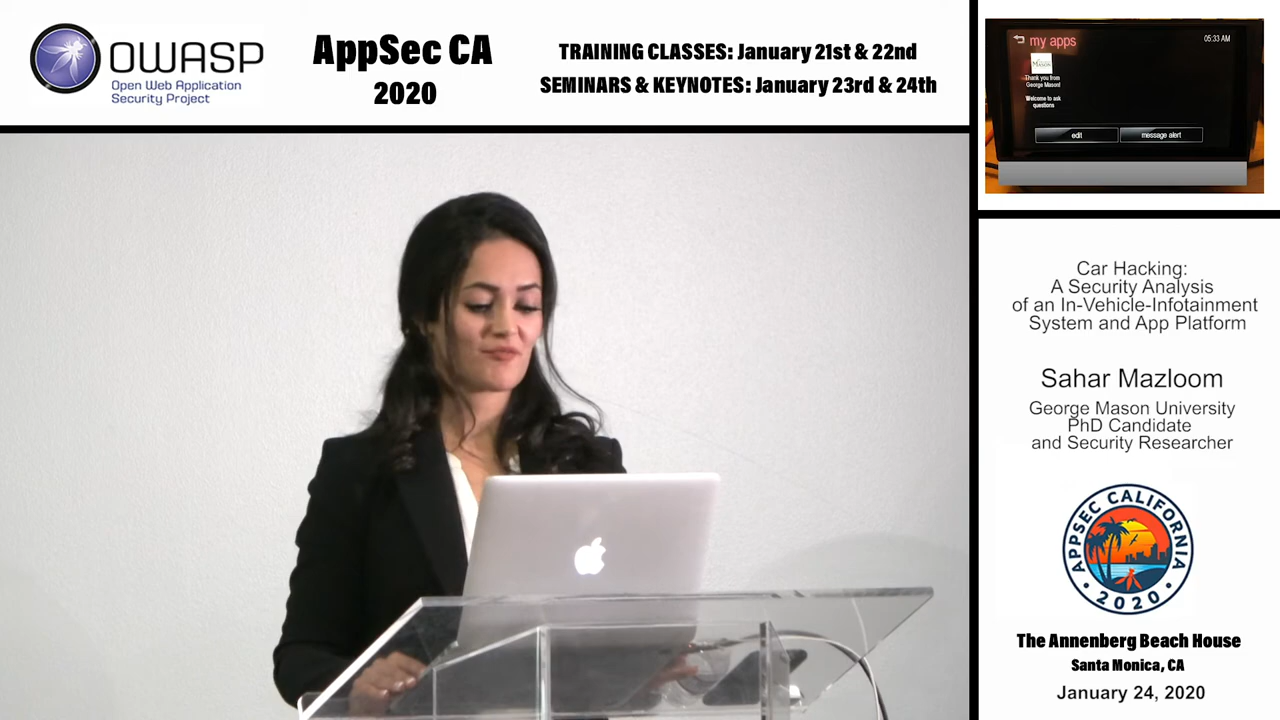 OWASP
Open Web Application
Security Project
AppSec CA
2020
TRAINING CLASSES: January 21st & 22nd
SEMINARS & KEYNOTES: January 23rd & 24th
my apps
05:33 AM
MASON
Thank you from
George Mason!
Welcome to ask
questions
edit
message alert
Car Hacking:
A Security Analysis
of an In-Vehicle-Infotainment
System and App Platform
Sahar Mazloom
George Mason University
PhD Candidate
and Security Researcher
APPSEC CALIFORNIA
2020
The Annenberg Beach House
Santa Monica, CA
January 24, 2020